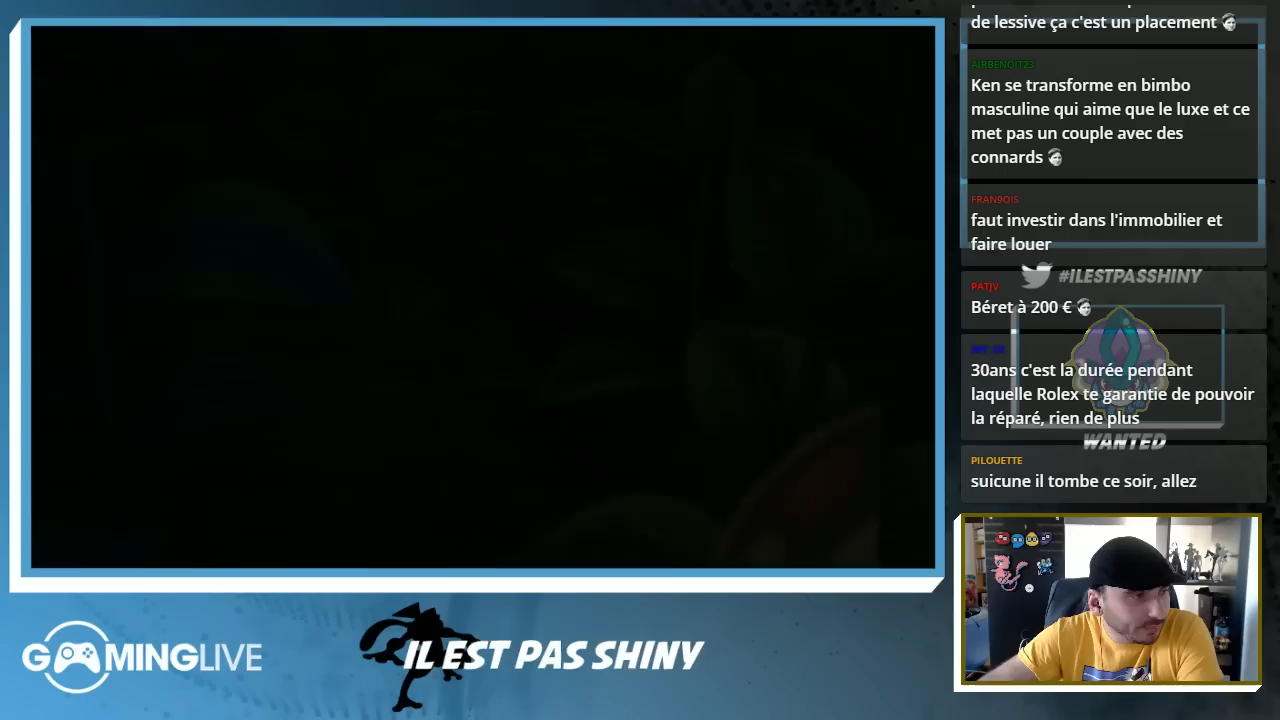 de lessive ça c'est un placement
AIRBENOIT23
Ken se transforme en bimbo
masculine qui aime que le luxe et ce
met pas un couple avec des
connards
FRAN9OIS
faut investir dans l'immobilier et
faire louer
#ILESTPASSHINY
PATJV
Béret à 200 €
30ans c'est la durée pendant
laquelle Rolex te garantie de pouvoir
la réparé, rien de plus
WANTED
PILOUETTE
suicune il tombe ce soir, allez
GAMINGLIVE
IL EST PAS SHINY